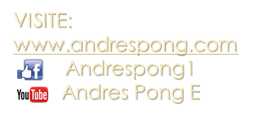 VISITE:
www.andrespong.com
f Andrespong1
You Tube Andres Pong E